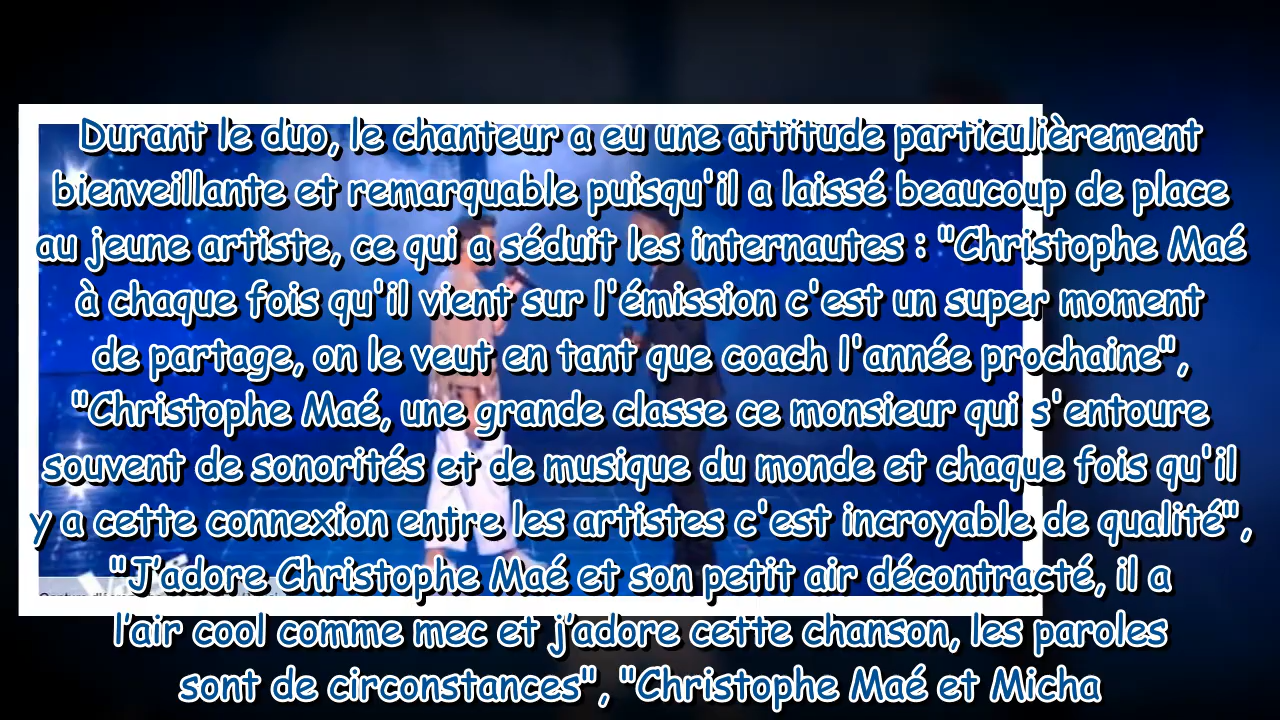 Durant le duo, le chanteur a eu une attitude particulièrement
bienveillante et remarquable puisqu'il a laissé beaucoup de place
au jeune artiste, ce qui a séduit les internautes : "Christophe Maé
à chaque fois qu'il vient sur l'émission c'est un super moment
de partage, on le veut en tant que coach l'année prochaine",
"Christophe Maé, une grande classe ce monsieur qui s'entoure
souvent de sonorités et de musique du monde et chaque fois qu'il
y a cette connexion entre les artistes c'est incroyable de qualité",
"J’adore Christophe Maé et son petit air décontracté, il a
l’air cool comme mec et j’adore cette chanson, les paroles
sont de circonstances", "Christophe Maé et Micha